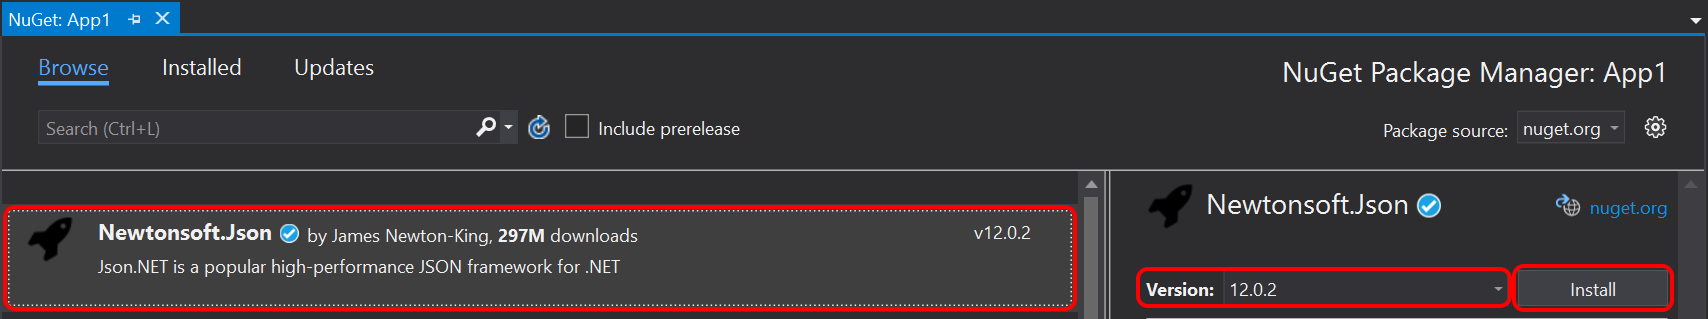 NuGet: App1
Browse Installed Updates
NuGet Package Manager: App1
Search (Ctrl+L)
Include prerelease
Package source: nuget.org
Newtonsoft.Json by James Newton-King, 297M downloads v12.0.2
Json.NET is a popular high-performance JSON framework for .NET
Newtonsoft.Json nuget.org
Version: 12.0.2 Install